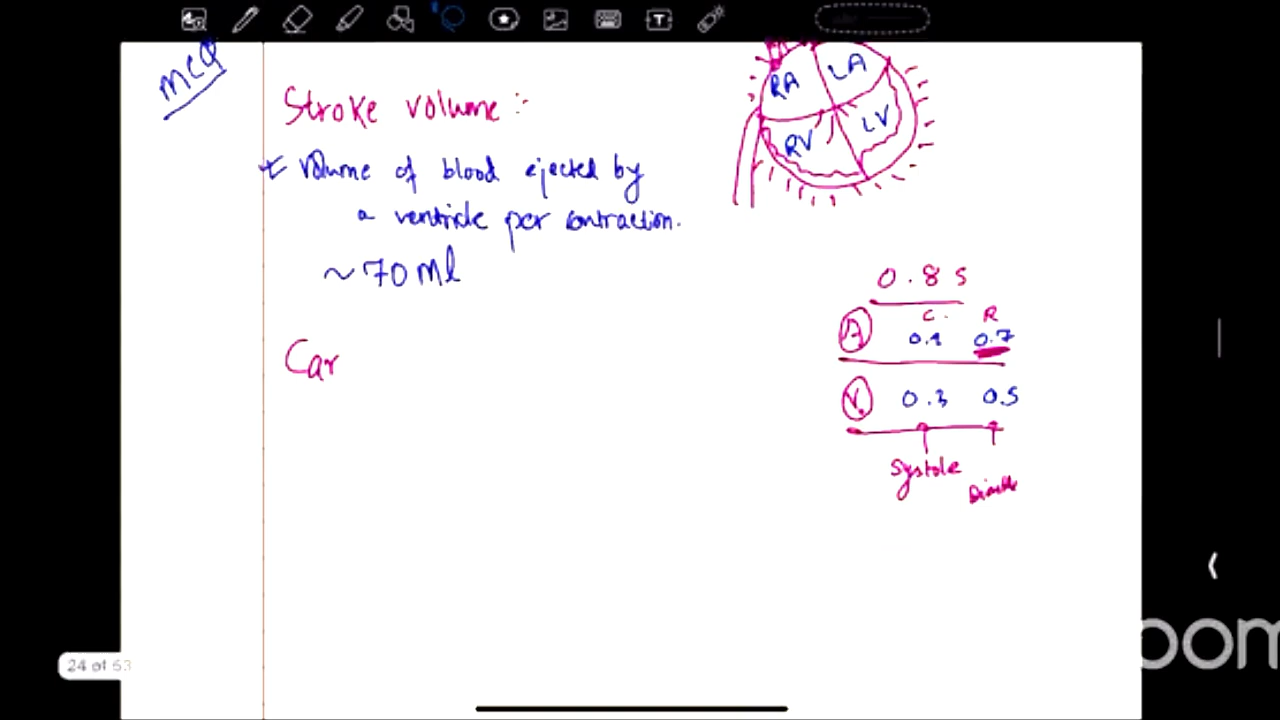 MCQ
Stroke volume :-
* Volume of blood ejected by
a ventricle per contraction.
~ 70 ml
Car
RA LA
RV LV
0.8 s
C. R
A 0.1 0.7
V. 0.3 0.5
Systole
24 of 53
oom